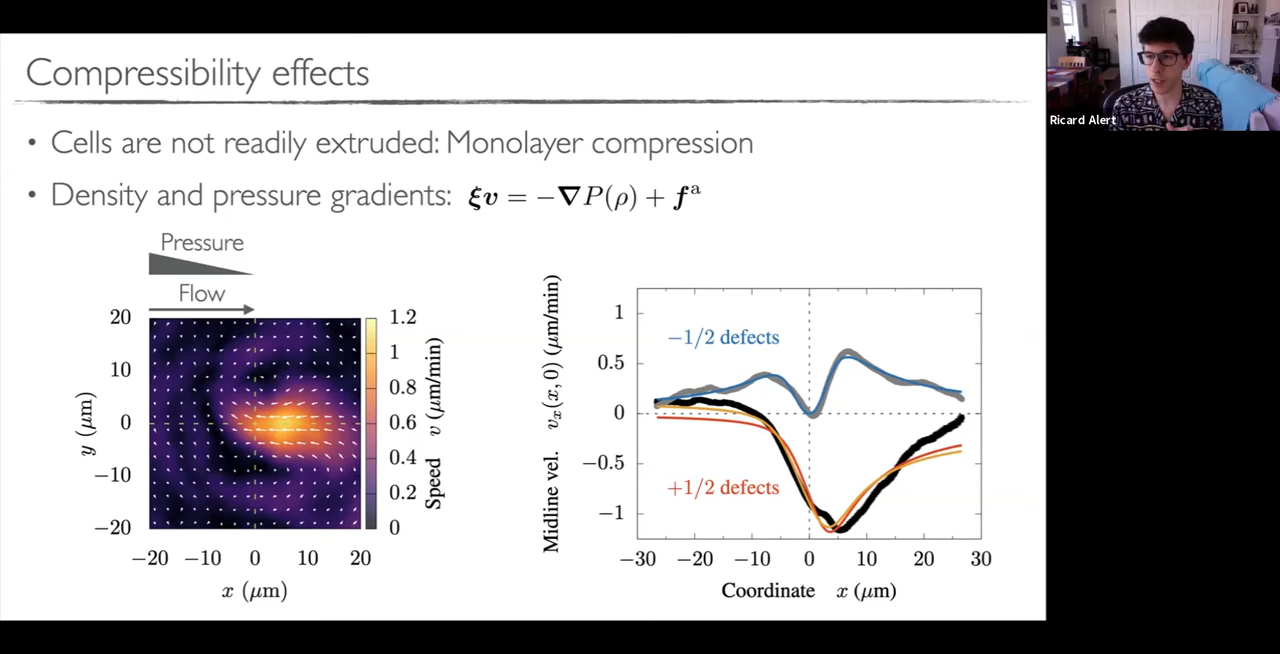 Compressibility effects
• Cells are not readily extruded: Monolayer compression
• Density and pressure gradients: ξv = −∇P(ρ) + fᵃ
Pressure
Flow
20
10
0
−10
−20
−20 −10 0 10 20
y (μm)
x (μm)
1.2
1
0.8
0.6
0.4
0.2
0
Speed v (μm/min)
Midline vel. vₓ(x, 0) (μm/min)
1
0.5
0
−0.5
−1
−1/2 defects
+1/2 defects
−30 −20 −10 0 10 20 30
Coordinate x (μm)
Ricard Alert